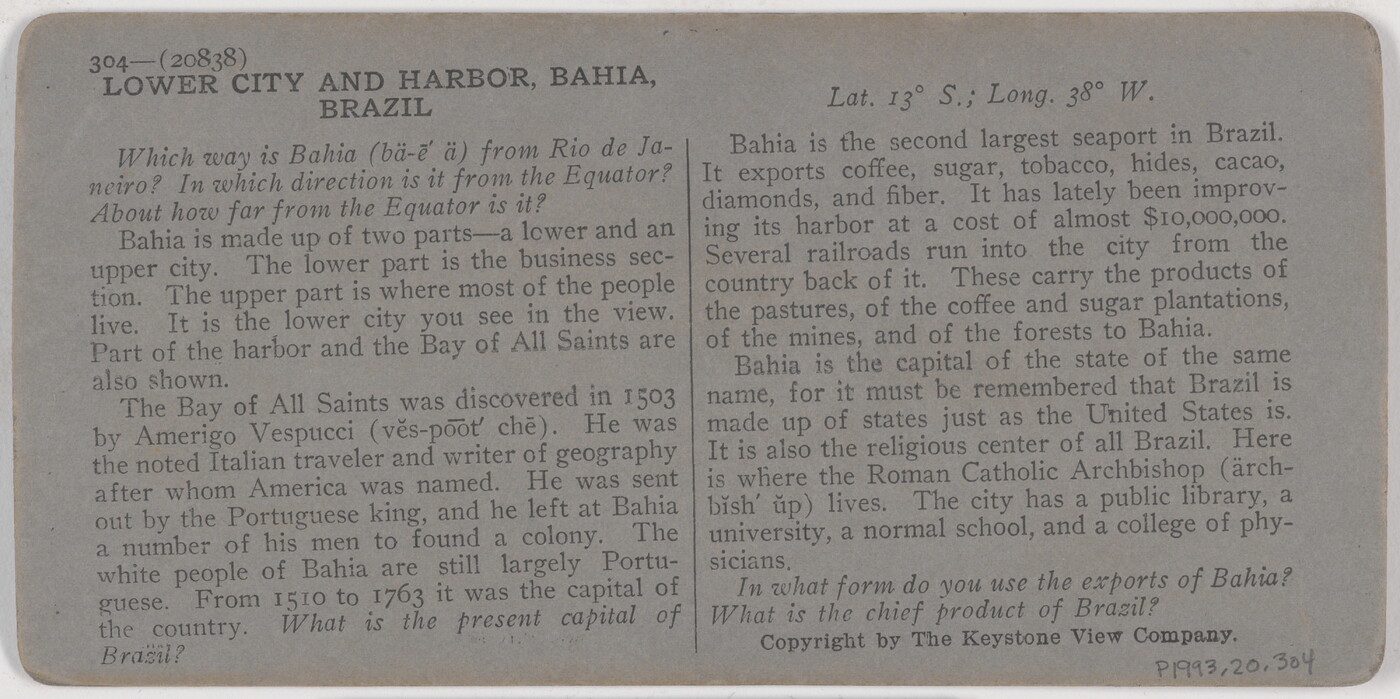 304—(20838)
LOWER CITY AND HARBOR, BAHIA,
BRAZIL
Which way is Bahia (bä-ē′ ä) from Rio de Ja-
neiro? In which direction is it from the Equator?
About how far from the Equator is it?
Bahia is made up of two parts—a lower and an
upper city. The lower part is the business sec-
tion. The upper part is where most of the people
live. It is the lower city you see in the view.
Part of the harbor and the Bay of All Saints are
also shown.
The Bay of All Saints was discovered in 1503
by Amerigo Vespucci (vĕs-po͞ot′ chē). He was
the noted Italian traveler and writer of geography
after whom America was named. He was sent
out by the Portuguese king, and he left at Bahia
a number of his men to found a colony. The
white people of Bahia are still largely Portu-
guese. From 1510 to 1763 it was the capital of
the country. What is the present capital of
Brazil?
Lat. 13° S.; Long. 38° W.
Bahia is the second largest seaport in Brazil.
It exports coffee, sugar, tobacco, hides, cacao,
diamonds, and fiber. It has lately been improv-
ing its harbor at a cost of almost $10,000,000.
Several railroads run into the city from the
country back of it. These carry the products of
the pastures, of the coffee and sugar plantations,
of the mines, and of the forests to Bahia.
Bahia is the capital of the state of the same
name, for it must be remembered that Brazil is
made up of states just as the United States is.
It is also the religious center of all Brazil. Here
is where the Roman Catholic Archbishop (ärch-
bĭsh′ ŭp) lives. The city has a public library, a
university, a normal school, and a college of phy-
sicians.
In what form do you use the exports of Bahia?
What is the chief product of Brazil?
Copyright by The Keystone View Company.
P1993.20.304